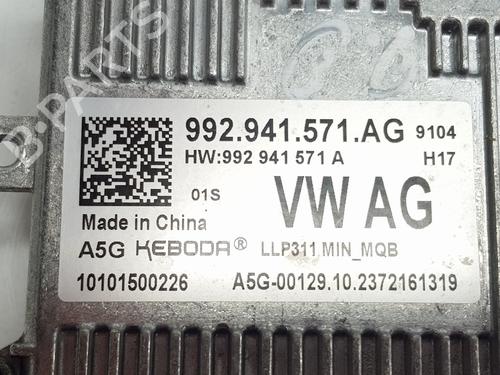 992.941.571.AG 9104
HW:992 941 571 A H17
01S VW AG
Made in China
A5G KEBODA® LLP311 MIN_MQB
10101500226 A5G-00129.10.2372161319
B-PARTS